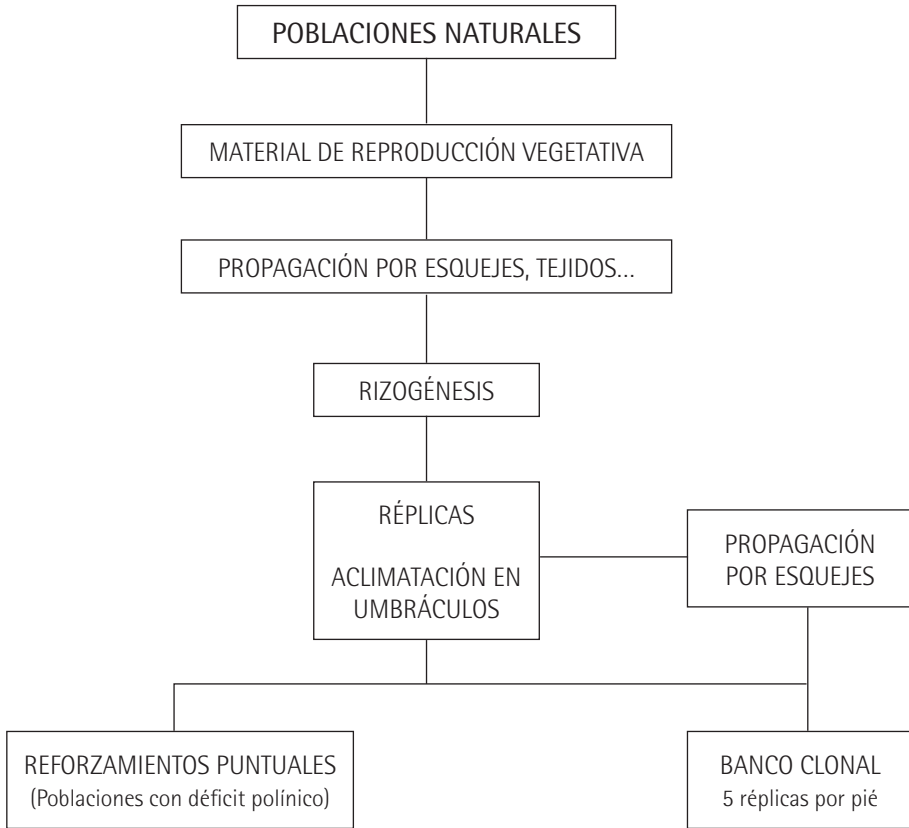 POBLACIONES NATURALES
MATERIAL DE REPRODUCCIÓN VEGETATIVA
PROPAGACIÓN POR ESQUEJES, TEJIDOS...
RIZOGÉNESIS
RÉPLICAS
ACLIMATACIÓN EN
UMBRÁCULOS
PROPAGACIÓN
POR ESQUEJES
REFORZAMIENTOS PUNTUALES
(Poblaciones con déficit polínico)
BANCO CLONAL
5 réplicas por pié